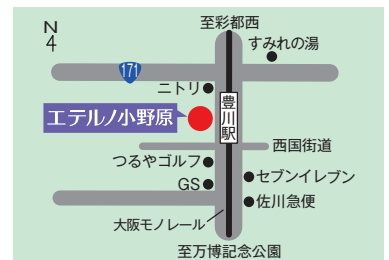 至彩都西
N
4
すみれの湯
171
ニトリ
豊川駅
エテルノ小野原
西国街道
つるやゴルフ
セブンイレブン
GS
佐川急便
大阪モノレール
至万博記念公園